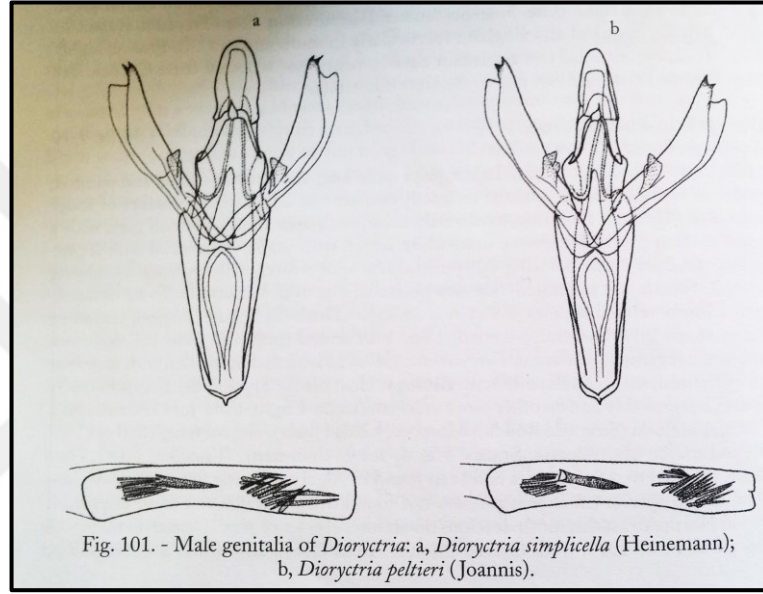 a
b
Fig. 101. - Male genitalia of Dioryctria: a, Dioryctria simplicella (Heinemann);
b, Dioryctria peltieri (Joannis).